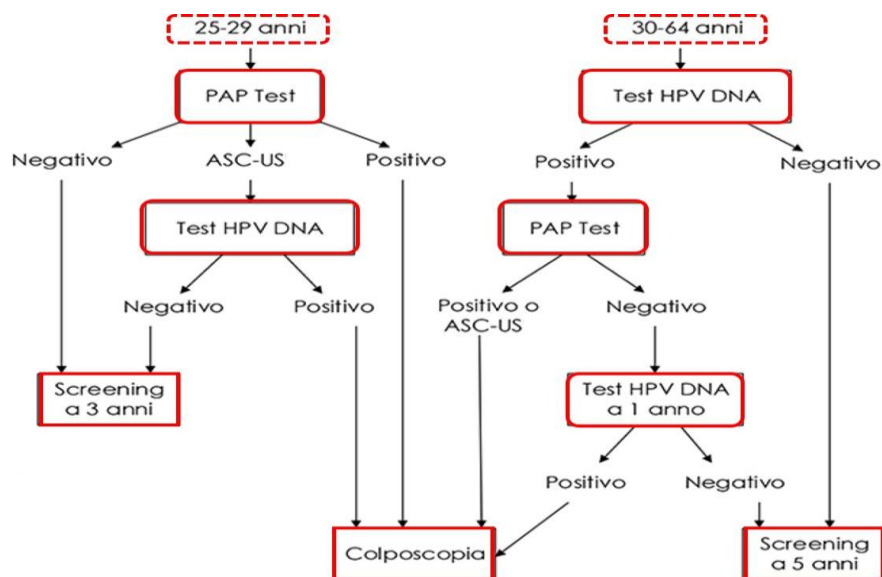 25-29 anni
30-64 anni
PAP Test
Test HPV DNA
Negativo
ASC-US
Positivo
Positivo
Negativo
Test HPV DNA
PAP Test
Negativo
Positivo
Positivo o
ASC-US
Negativo
Screening
a 3 anni
Test HPV DNA
a 1 anno
Positivo
Negativo
Colposcopia
Screening
a 5 anni